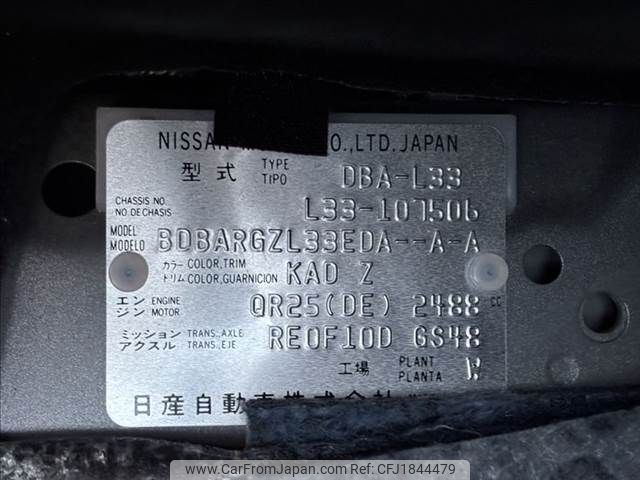 NISSAN CO.,LTD.JAPAN
型式 TYPE TIPO DBA-L33
CHASSIS NO. NO.DE CHASIS L33-107506
MODEL MODELO BDBARGZL33EDA--A-A
カラー COLOR,TRIM トリム COLOR,GUARNICION KAD Z
エンジン ENGINE MOTOR QR25(DE) 2488 CC
ミッション TRANS.,AXLE アクスル TRANS.,EJE RE0F10D GS48
工場 PLANT PLANTA W
日産自動車株式会社
www.CarFromJapan.com | Ref No. CFJ1844479